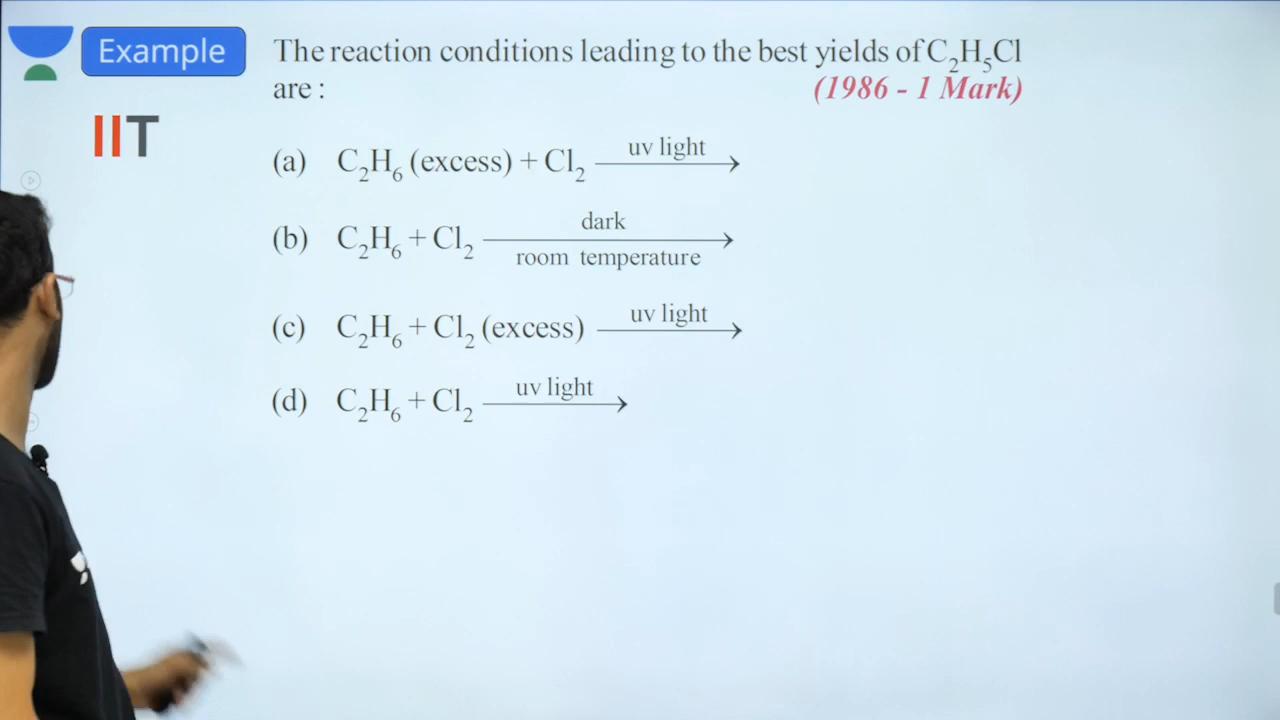 Example
IIT
The reaction conditions leading to the best yields of C₂H₅Cl
are :
(1986 - 1 Mark)
(a) C₂H₆ (excess) + Cl₂ uv light ⟶
(b) C₂H₆ + Cl₂ dark ⟶
room temperature
(c) C₂H₆ + Cl₂ (excess) uv light ⟶
(d) C₂H₆ + Cl₂ uv light ⟶